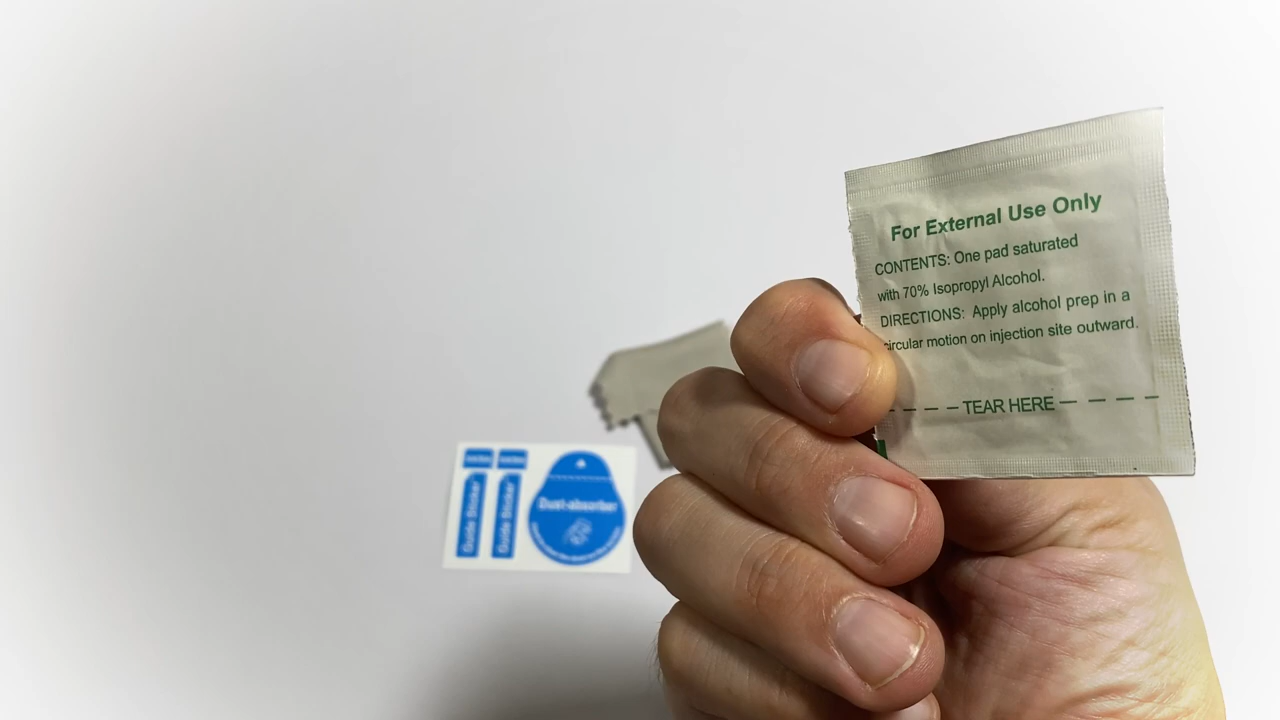 For External Use Only
CONTENTS: One pad saturated
with 70% Isopropyl Alcohol.
DIRECTIONS: Apply alcohol prep in a
circular motion on injection site outward.
TEAR HERE
Guide Sticker
Guide Sticker
Dust-absorber